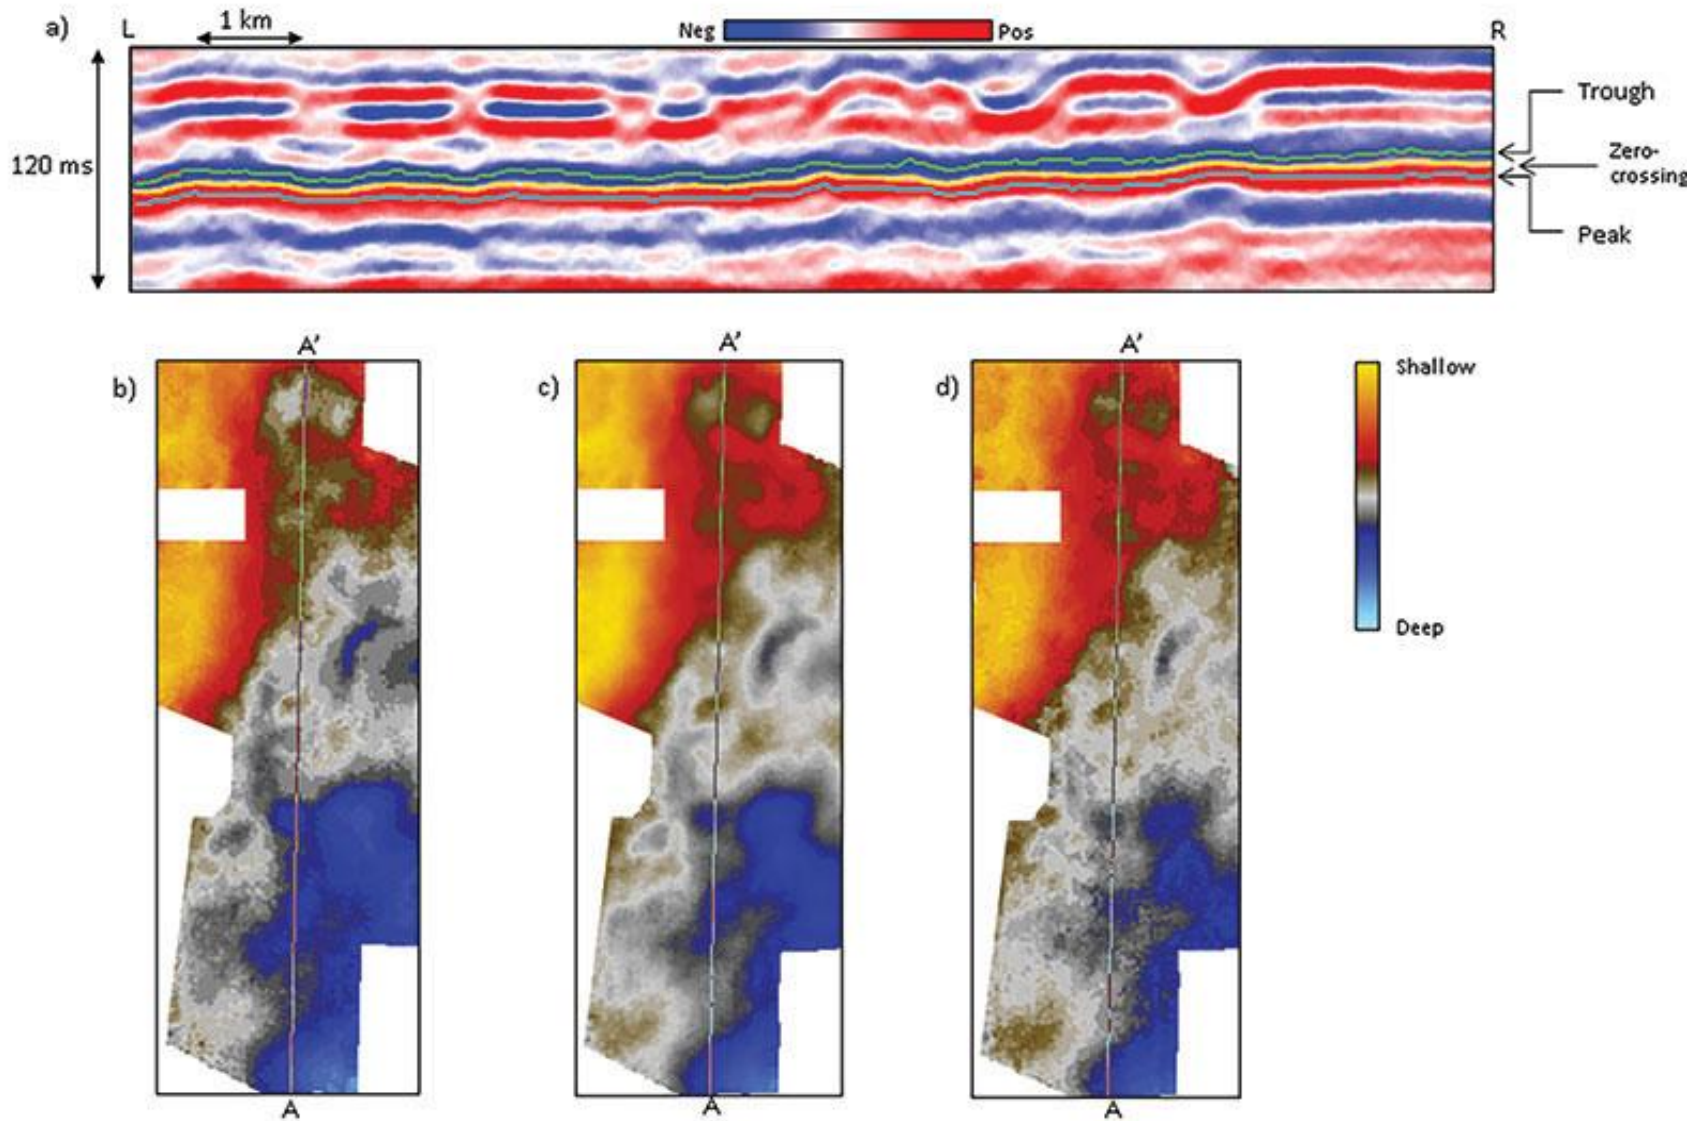 a) L 1 km Neg Pos R
Trough
120 ms
Zero-
crossing
Peak
A' A' A'
b) c) d)
Shallow
Deep
A A A